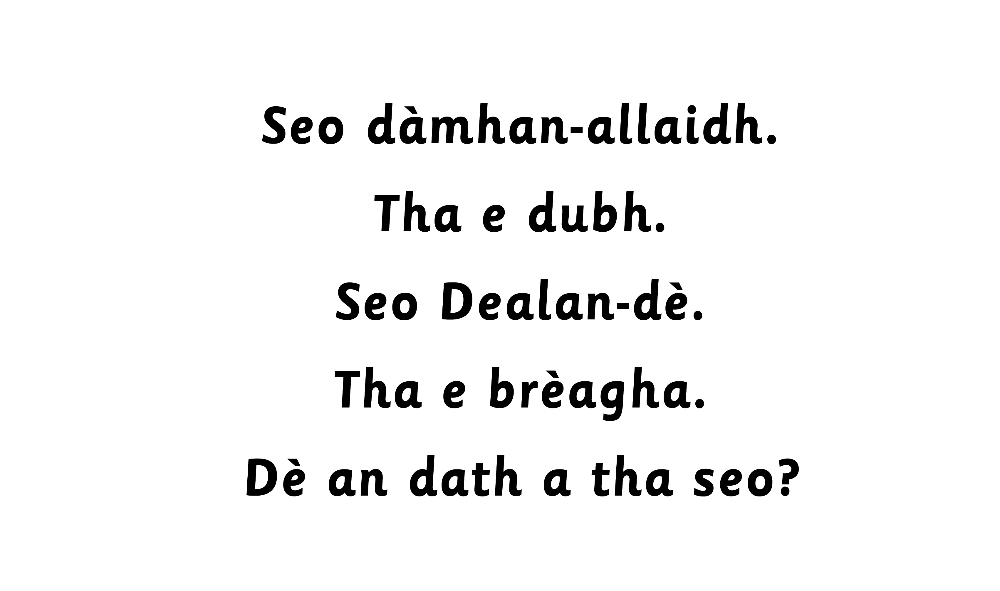 Seo dàmhan-allaidh.
Tha e dubh.
Seo Dealan-dè.
Tha e brèagha.
Dè an dath a tha seo?